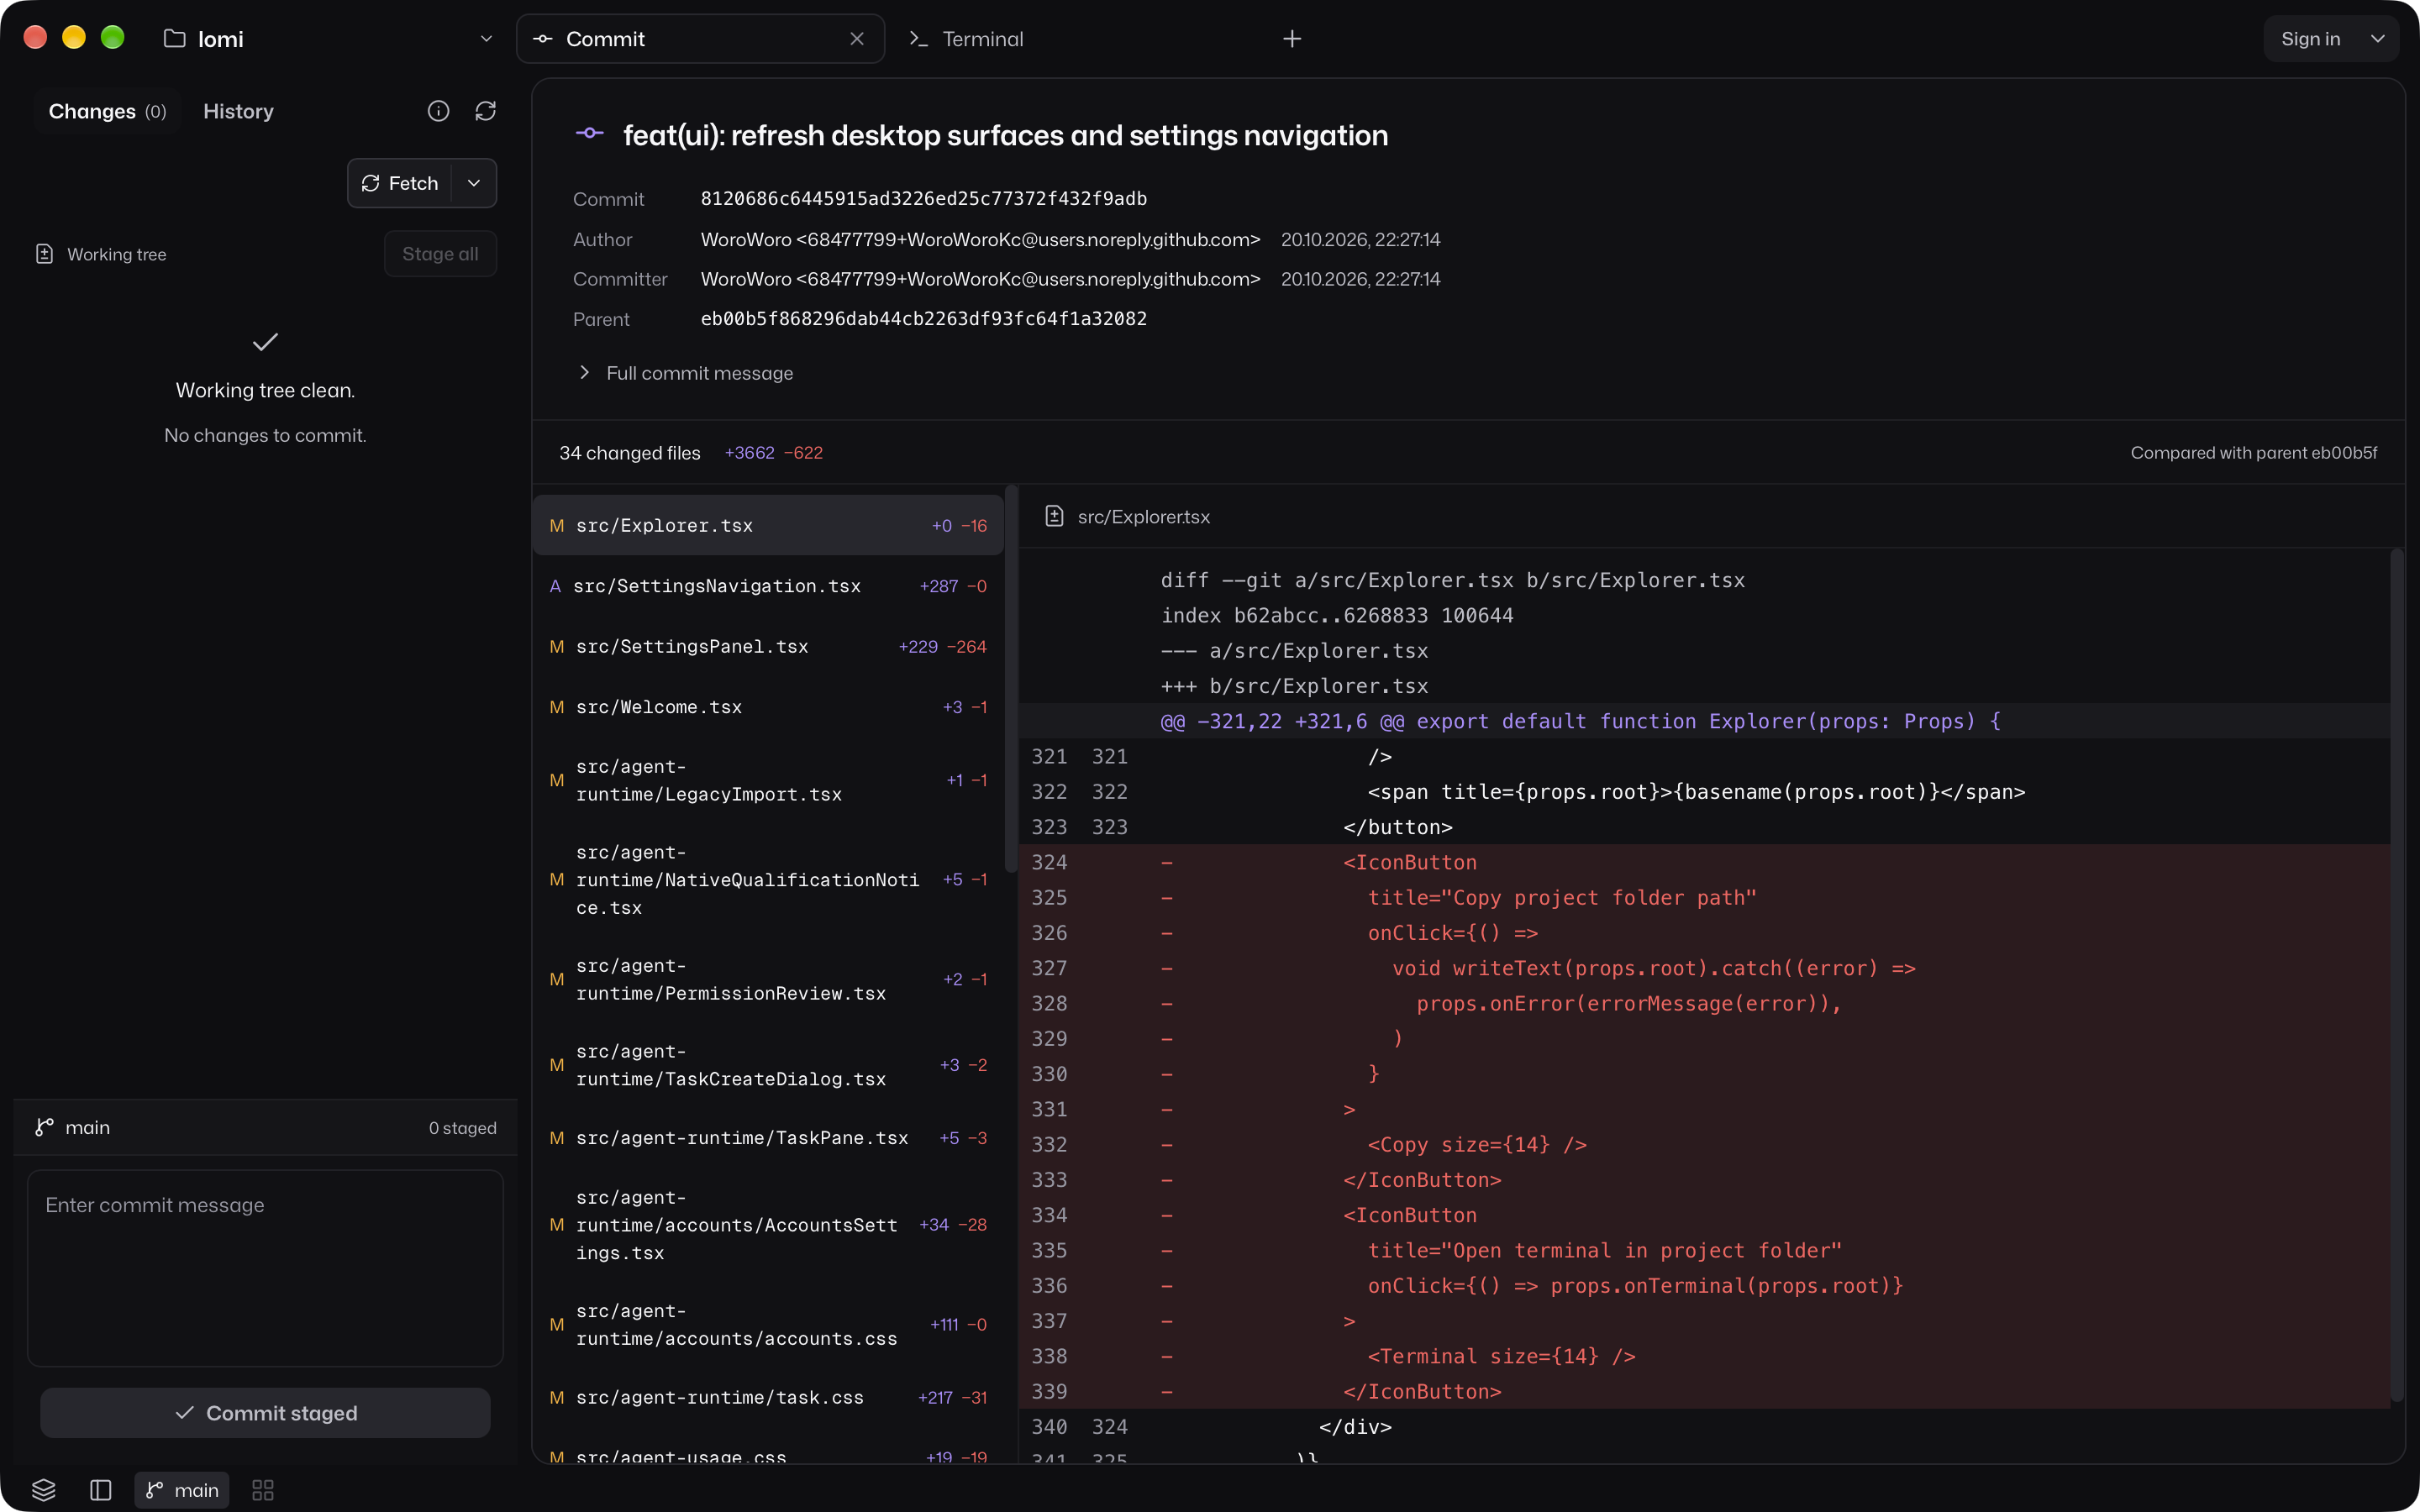 lomi
Commit
Terminal
Sign in
Changes (0)
History
Fetch
Working tree
Stage all
Working tree clean.
No changes to commit.
main
0 staged
Enter commit message
Commit staged
main
feat(ui): refresh desktop surfaces and settings navigation
Commit 8120686c6445915ad3226ed25c77372f432f9adb
Author WoroWoro <68477799+WoroWoroKc@users.noreply.github.com> 20.10.2026, 22:27:14
Committer WoroWoro <68477799+WoroWoroKc@users.noreply.github.com> 20.10.2026, 22:27:14
Parent eb00b5f868296dab44cb2263df93fc64f1a32082
Full commit message
34 changed files +3662 −622
Compared with parent eb00b5f
M src/Explorer.tsx +0 −16
A src/SettingsNavigation.tsx +287 −0
M src/SettingsPanel.tsx +229 −264
M src/Welcome.tsx +3 −1
src/agent-
M runtime/LegacyImport.tsx +1 −1
src/agent-
M runtime/NativeQualificationNoti +5 −1
ce.tsx
src/agent-
M runtime/PermissionReview.tsx +2 −1
src/agent-
M runtime/TaskCreateDialog.tsx +3 −2
M src/agent-runtime/TaskPane.tsx +5 −3
src/agent-
M runtime/accounts/AccountsSett +34 −28
ings.tsx
src/agent-
M runtime/accounts/accounts.css +111 −0
M src/agent-runtime/task.css +217 −31
M src/agent-usage.css +19 −19
src/Explorer.tsx
diff --git a/src/Explorer.tsx b/src/Explorer.tsx
index b62abcc..6268833 100644
--- a/src/Explorer.tsx
+++ b/src/Explorer.tsx
@@ -321,22 +321,6 @@ export default function Explorer(props: Props) {
321 321 />
322 322 <span title={props.root}>{basename(props.root)}</span>
323 323 </button>
324 - <IconButton
325 - title="Copy project folder path"
326 - onClick={() =>
327 - void writeText(props.root).catch((error) =>
328 - props.onError(errorMessage(error)),
329 - )
330 - }
331 - >
332 - <Copy size={14} />
333 - </IconButton>
334 - <IconButton
335 - title="Open terminal in project folder"
336 - onClick={() => props.onTerminal(props.root)}
337 - >
338 - <Terminal size={14} />
339 - </IconButton>
340 324 </div>
341 325 )}